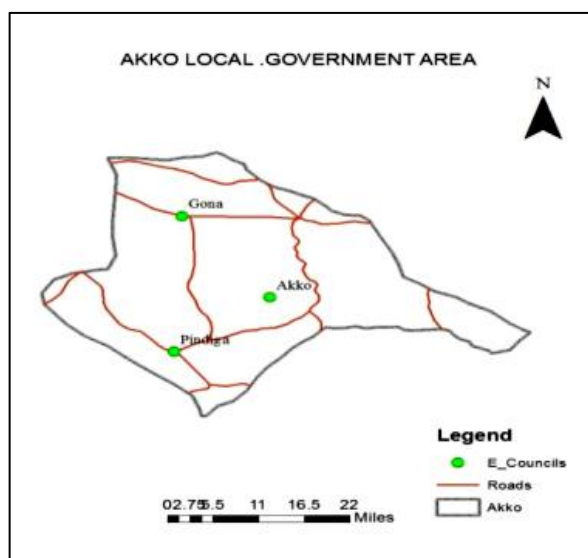 AKKO LOCAL .GOVERNMENT AREA
N
Gona
Akko
Pindiga
Legend
E_Councils
Roads
Akko
02.755.5 11 16.5 22
Miles